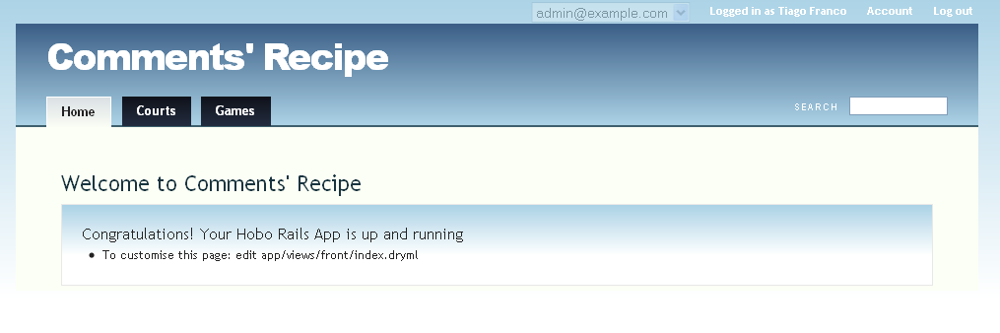 admin@example.com Logged in as Tiago Franco Account Log out
Comments' Recipe
Home Courts Games SEARCH
Welcome to Comments' Recipe
Congratulations! Your Hobo Rails App is up and running
To customise this page: edit app/views/front/index.dryml